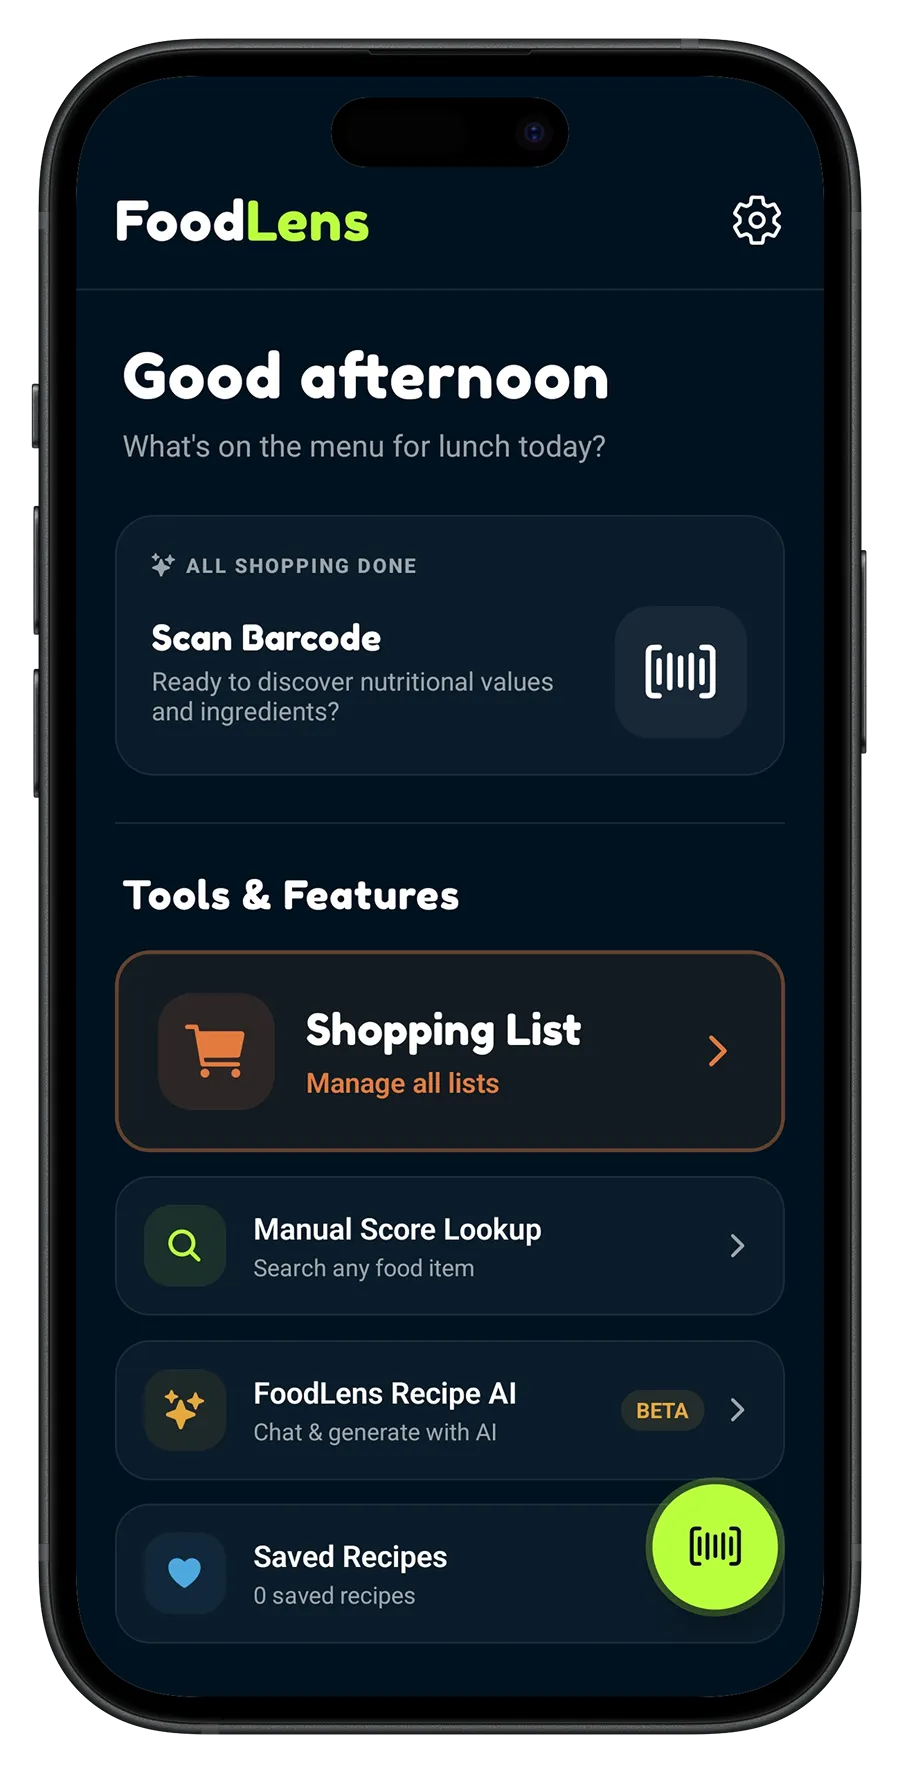 FoodLens
Good afternoon
What's on the menu for lunch today?
ALL SHOPPING DONE
Scan Barcode
Ready to discover nutritional values
and ingredients?
Tools & Features
Shopping List
Manage all lists
Manual Score Lookup
Search any food item
FoodLens Recipe AI
Chat & generate with AI
BETA
Saved Recipes
0 saved recipes